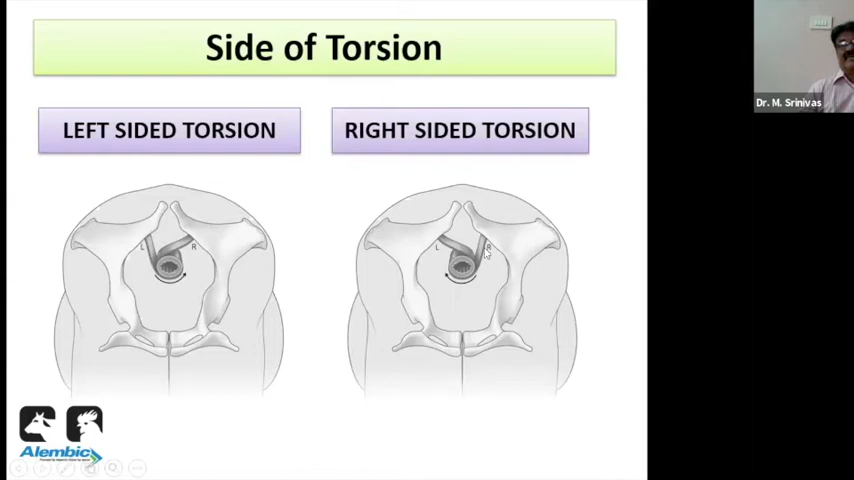 Side of Torsion
LEFT SIDED TORSION
RIGHT SIDED TORSION
L
R
L
R
Alembic
Dr. M. Srinivas